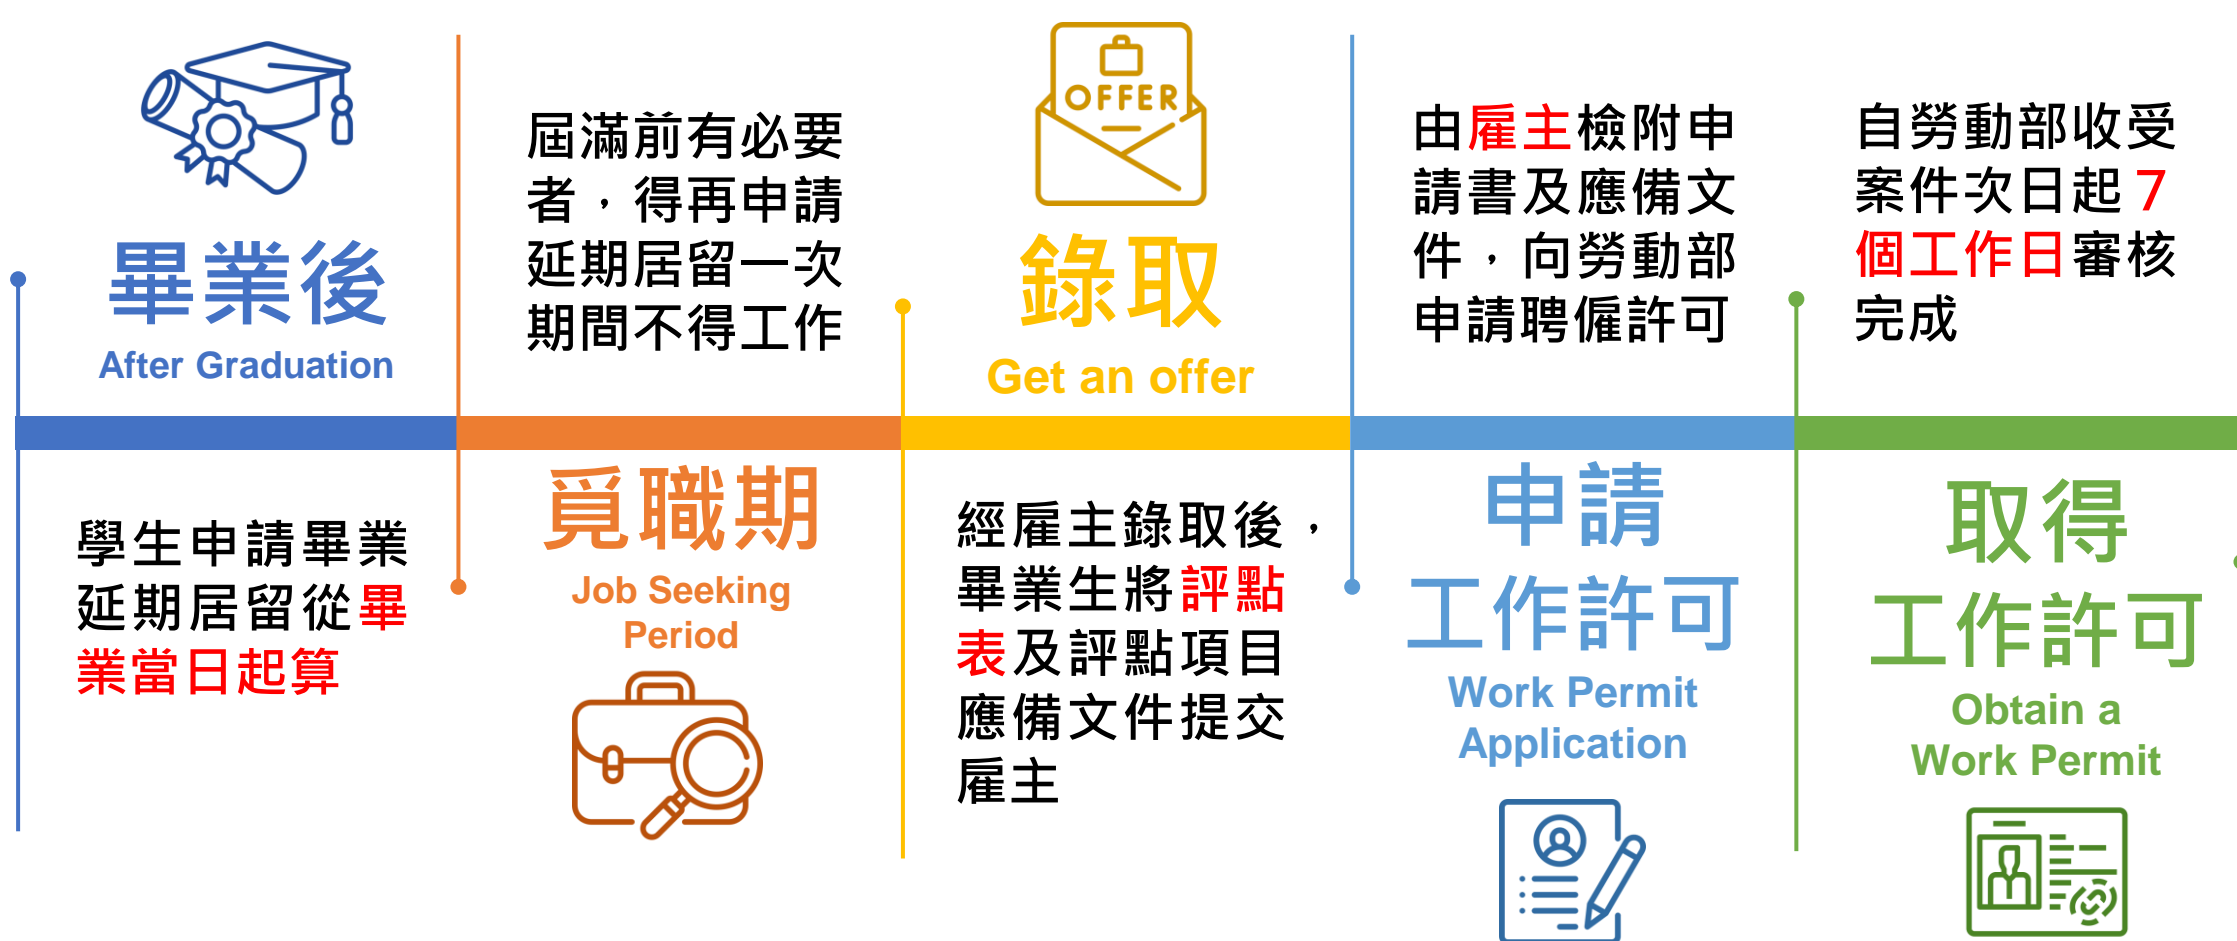 畢業後
After Graduation
學生申請畢業
延期居留從畢
業當日起算
屆滿前有必要
者，得再申請
延期居留一次
期間不得工作
覓職期
Job Seeking
Period
OFFER
錄取
Get an offer
經雇主錄取後，
畢業生將評點
表及評點項目
應備文件提交
雇主
由雇主檢附申
請書及應備文
件，向勞動部
申請聘僱許可
申請
工作許可
Work Permit
Application
自勞動部收受
案件次日起7
個工作日審核
完成
取得
工作許可
Obtain a
Work Permit